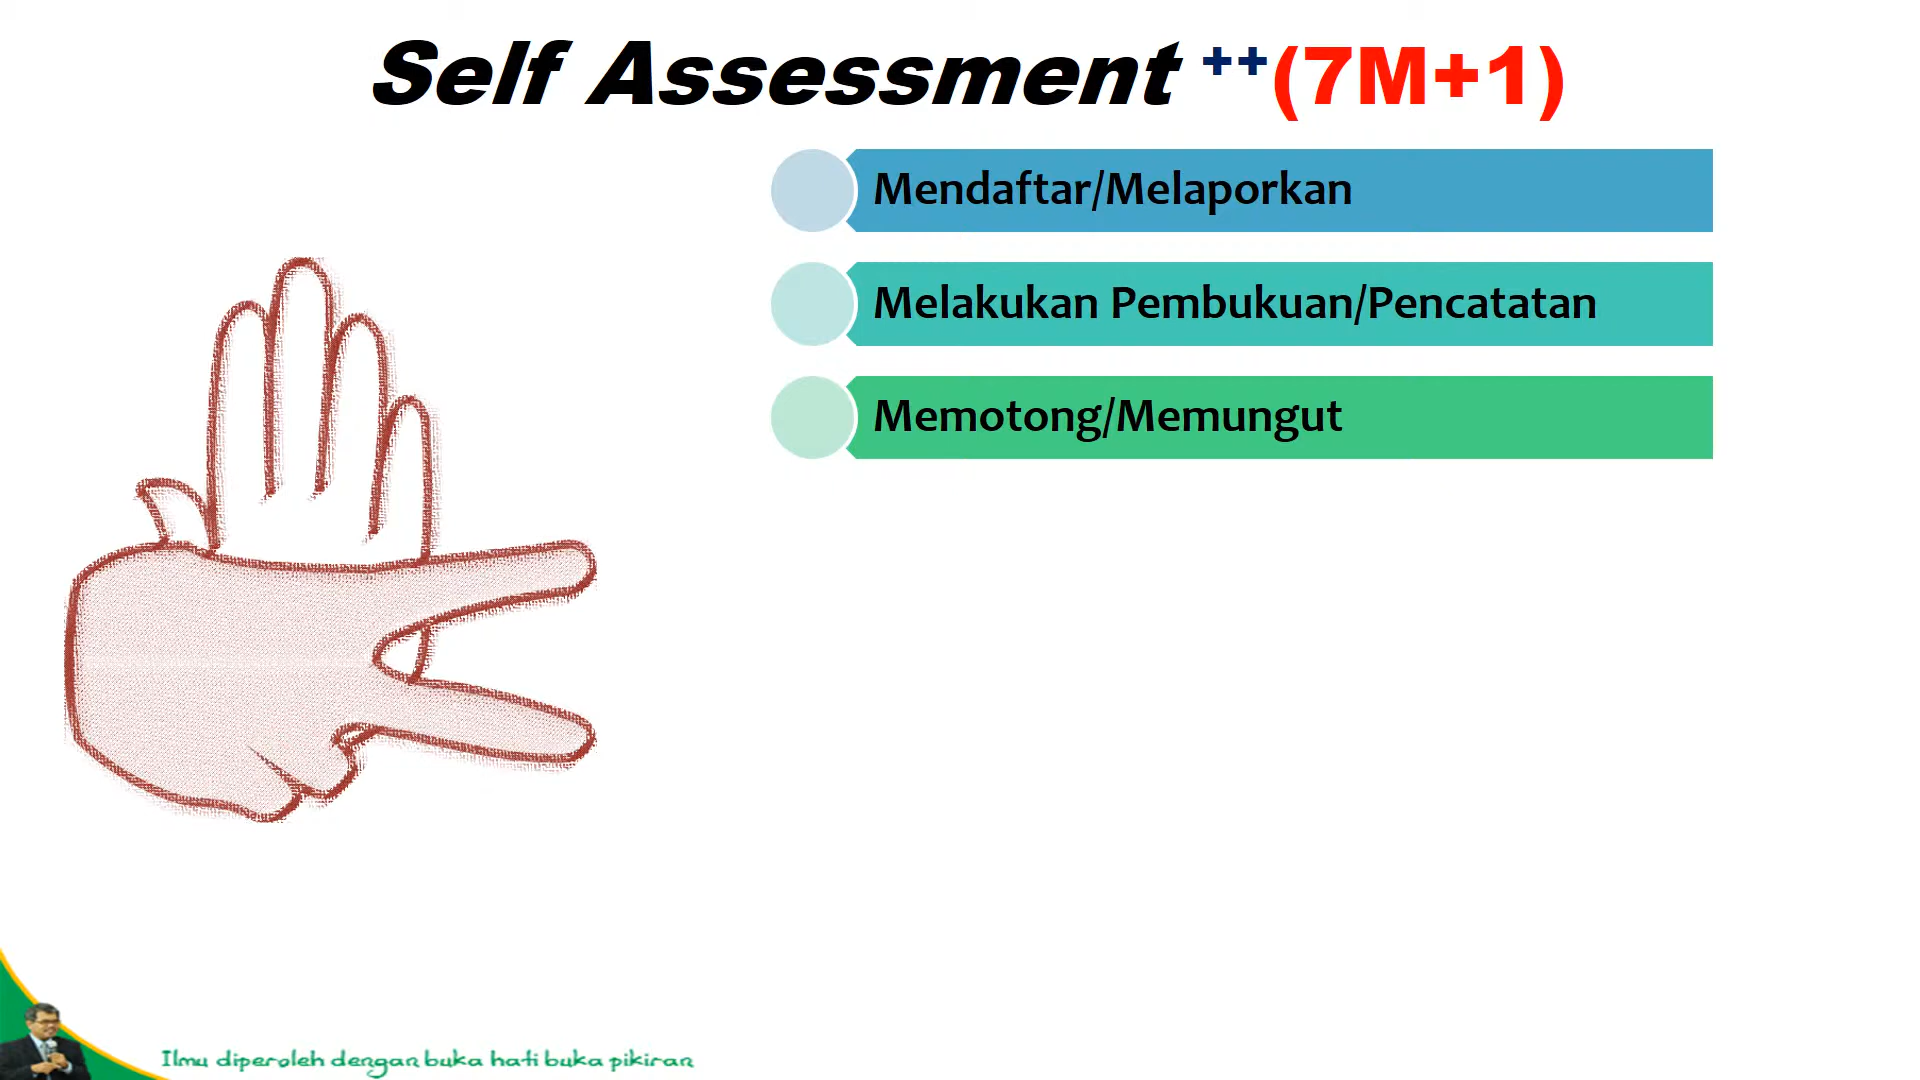 Self Assessment ++(7M+1)
Mendaftar/Melaporkan
Melakukan Pembukuan/Pencatatan
Memotong/Memungut
Ilmu diperoleh dengan buka hati buka pikiran